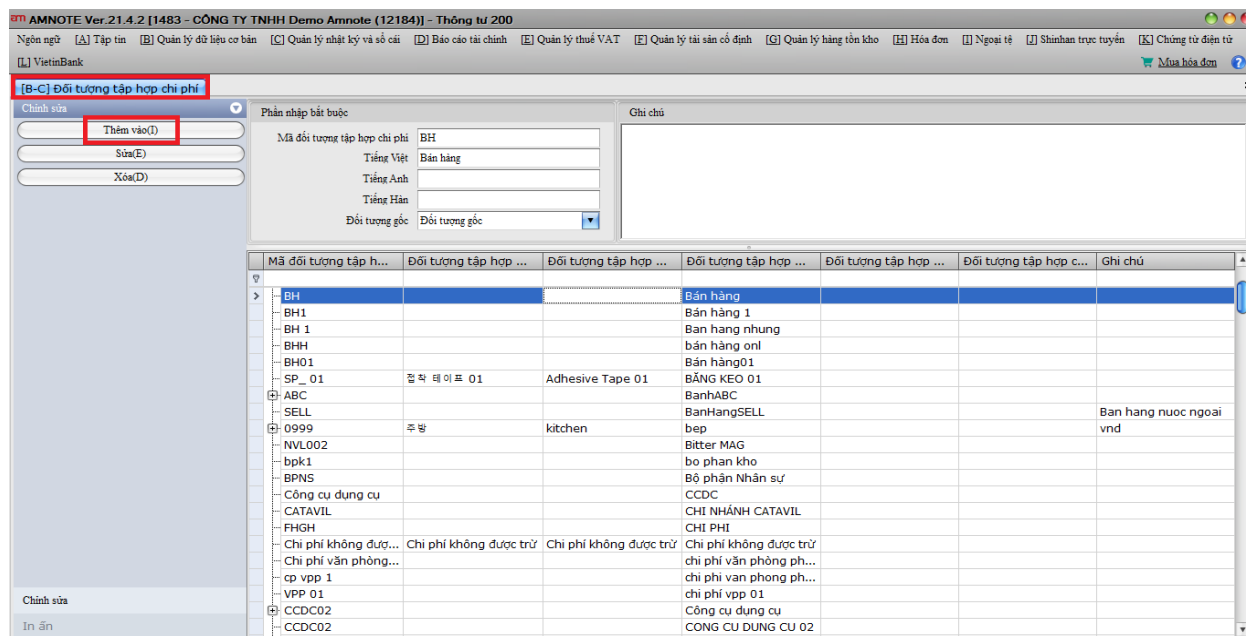 am AMNOTE Ver.21.4.2 [1483 - CÔNG TY TNHH Demo Amnote (12184)] - Thông tư 200
Ngôn ngữ [A] Tập tin [B] Quản lý dữ liệu cơ bản [C] Quản lý nhật ký và sổ cái [D] Báo cáo tài chính [E] Quản lý thuế VAT [F] Quản lý tài sản cố định [G] Quản lý hàng tồn kho [H] Hóa đơn [I] Ngoại tệ [J] Shinhan trực tuyến [K] Chứng từ điện tử
[L] VietinBank Mua hóa đơn ?
[B-C] Đối tượng tập hợp chi phí
Chỉnh sửa
Thêm vào(I)
Sửa(E)
Xóa(D)
Phần nhập bắt buộc
Mã đối tượng tập hợp chi phí BH
Tiếng Việt Bán hàng
Tiếng Anh
Tiếng Hàn
Đối tượng gốc Đối tượng gốc
Ghi chú
Mã đối tượng tập h... Đối tượng tập hợp ... Đối tượng tập hợp ... Đối tượng tập hợp ... Đối tượng tập hợp ... Đối tượng tập hợp c... Ghi chú
BH Bán hàng
BH1 Bán hàng 1
BH 1 Ban hang nhung
BHH bán hàng onl
BH01 Bán hàng01
SP_ 01 접착 테이프 01 Adhesive Tape 01 BĂNG KEO 01
ABC BanhABC
SELL BanHangSELL Ban hang nuoc ngoai
0999 주방 kitchen bep vnd
NVL002 Bitter MAG
bpk1 bo phan kho
BPNS Bộ phận Nhân sự
Công cụ dụng cụ CCDC
CATAVIL CHI NHÁNH CATAVIL
FHGH CHI PHI
Chi phí không đượ... Chi phí không được trừ Chi phí không được trừ Chi phí không được trừ
Chi phí văn phòng... chi phí văn phòng ph...
cp vpp 1 chi phi van phong ph...
VPP 01 chi phí vpp 01
CCDC02 Công cụ dụng cụ
CCDC02 CONG CU DUNG CU 02
Chỉnh sửa
In ấn